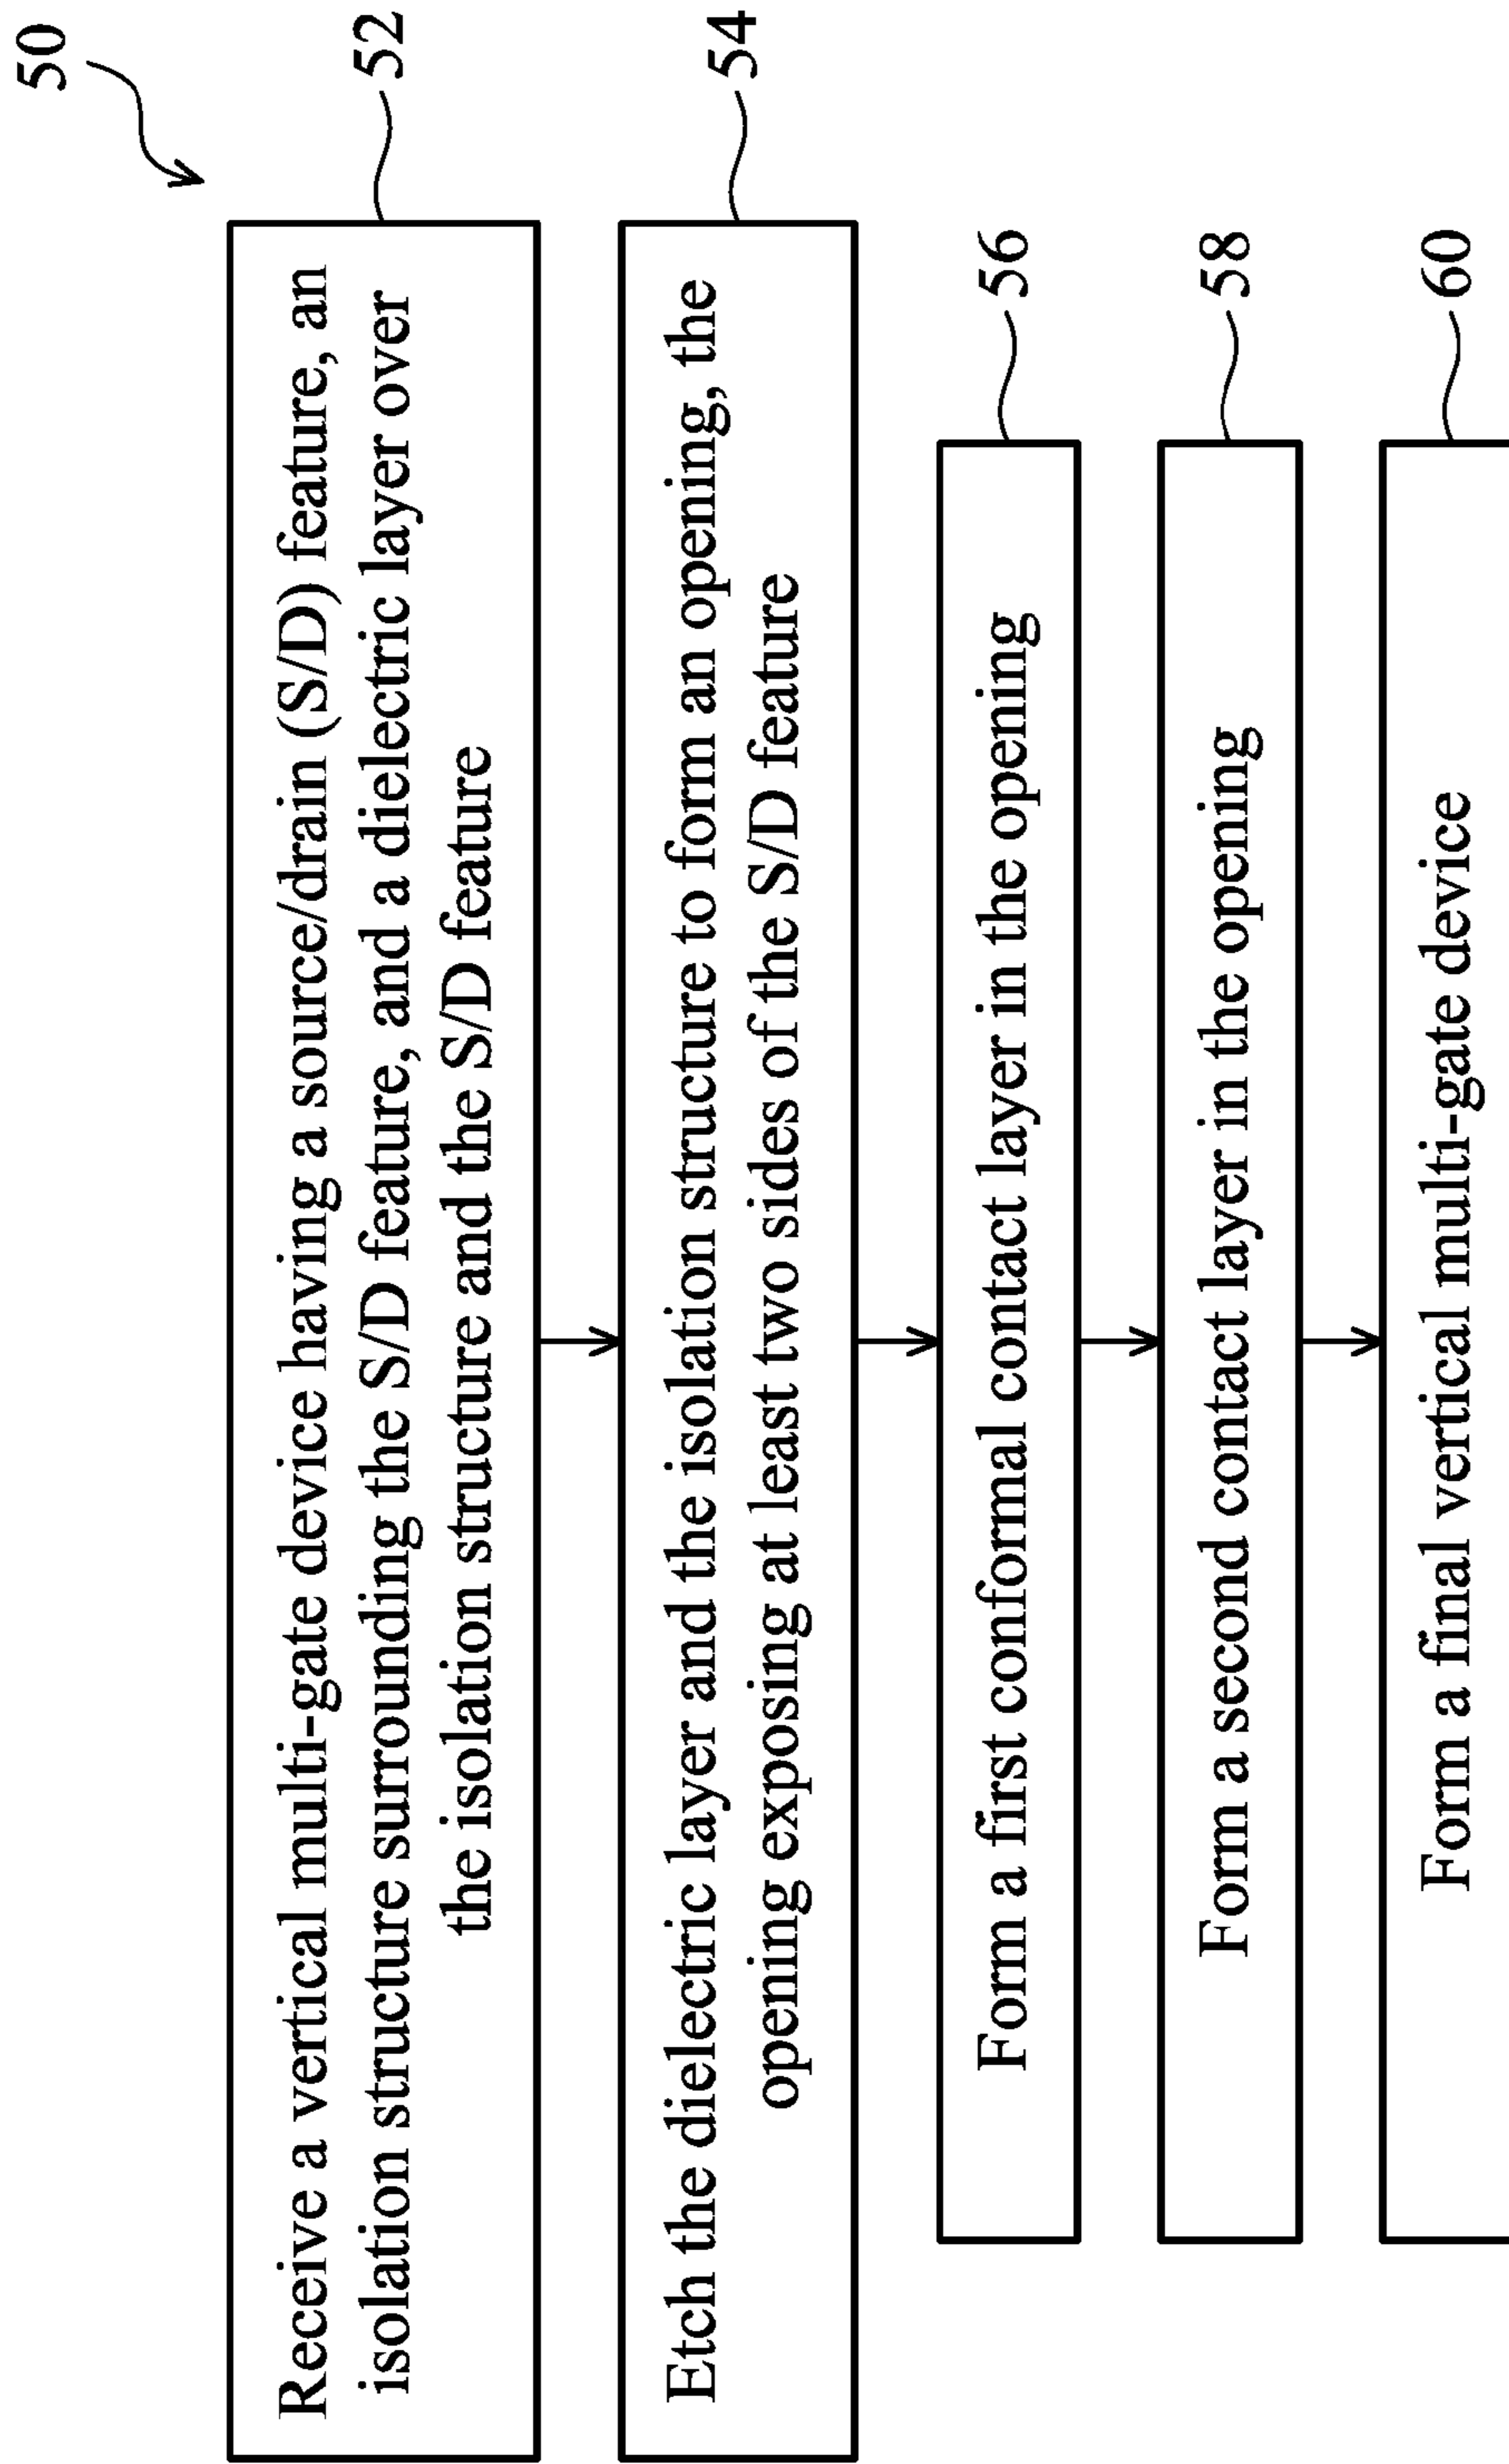 50
Receive a vertical multi-gate device having a source/drain (S/D) feature, an
isolation structure surrounding the S/D feature, and a dielectric layer over
the isolation structure and the S/D feature
52
Etch the dielectric layer and the isolation structure to form an opening, the
opening exposing at least two sides of the S/D feature
54
Form a first conformal contact layer in the opening
56
Form a second contact layer in the opening
58
Form a final vertical multi-gate device
60